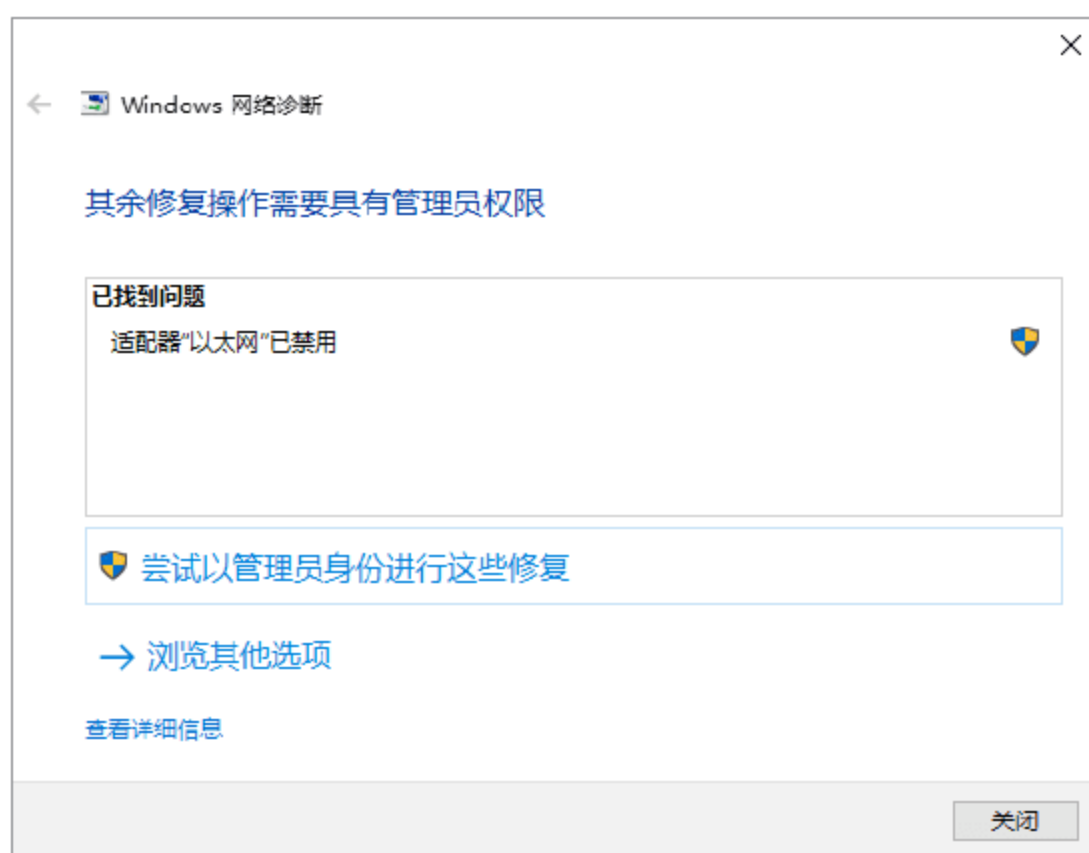 Windows 网络诊断
其余修复操作需要具有管理员权限
已找到问题
适配器"以太网"已禁用
尝试以管理员身份进行这些修复
→ 浏览其他选项
查看详细信息
关闭